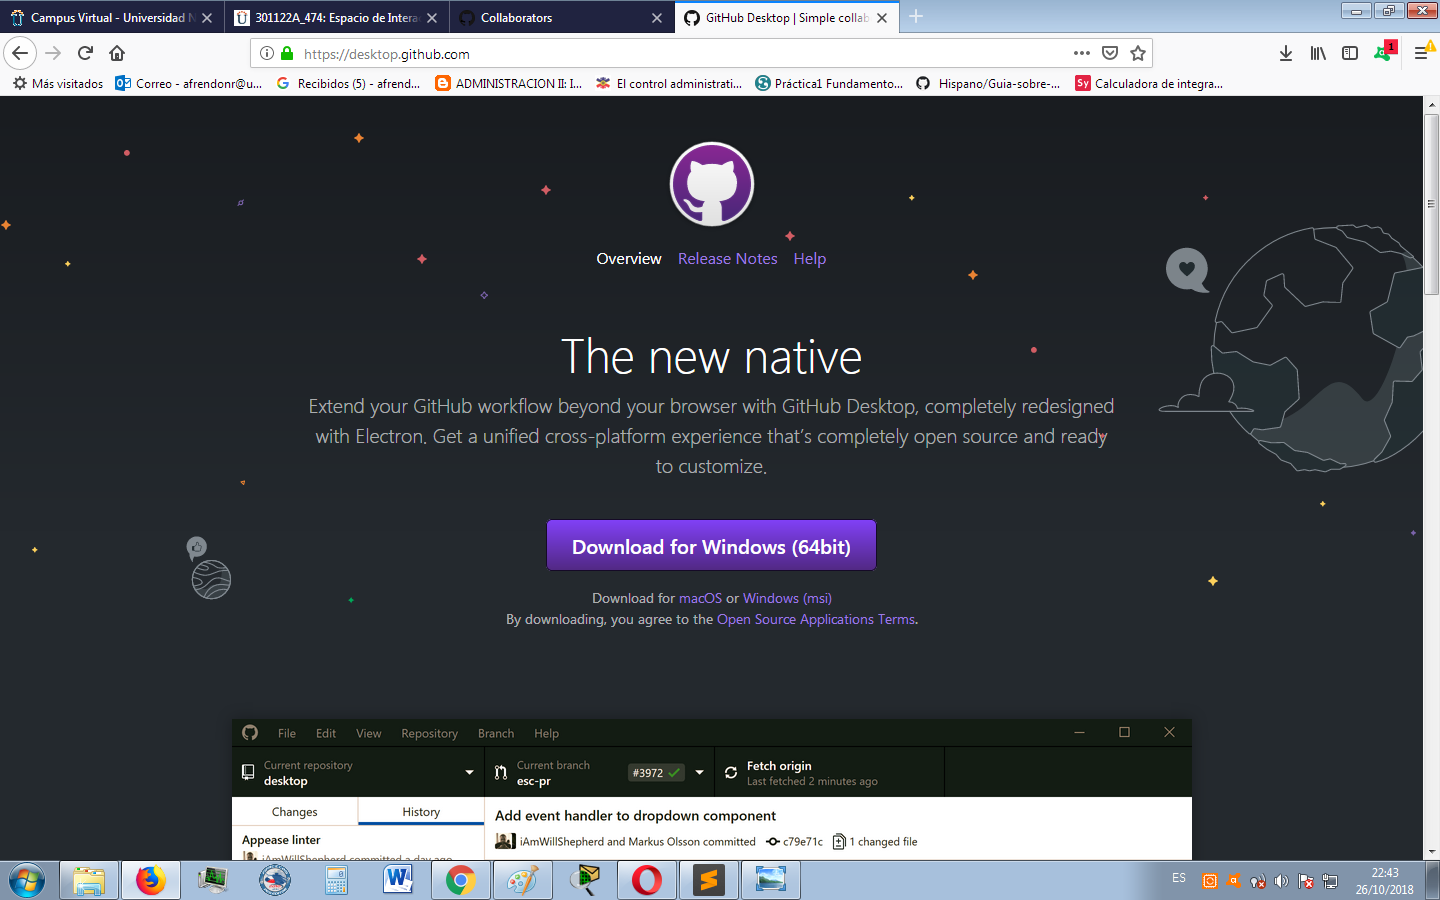 Campus Virtual - Universidad N
301122A_474: Espacio de Intera
Collaborators
GitHub Desktop | Simple collab
https://desktop.github.com
1
Más visitados
Correo - afrendonr@u...
Recibidos (5) - afrend...
ADMINISTRACION II: I...
El control administrati...
Práctica1 Fundamento...
Hispano/Guia-sobre-...
Sy
Calculadora de integra...
Overview Release Notes Help
The new native
Extend your GitHub workflow beyond your browser with GitHub Desktop, completely redesigned
with Electron. Get a unified cross-platform experience that's completely open source and ready
to customize.
Download for Windows (64bit)
Download for macOS or Windows (msi)
By downloading, you agree to the Open Source Applications Terms.
File Edit View Repository Branch Help
Current repository
desktop
Current branch
esc-pr
#3972
Fetch origin
Last fetched 2 minutes ago
Changes
History
Appease linter
iAmWillShepherd committed a day ago
Add event handler to dropdown component
iAmWillShepherd and Markus Olsson committed
c79e71c
1 changed file
ES
22:43
26/10/2018